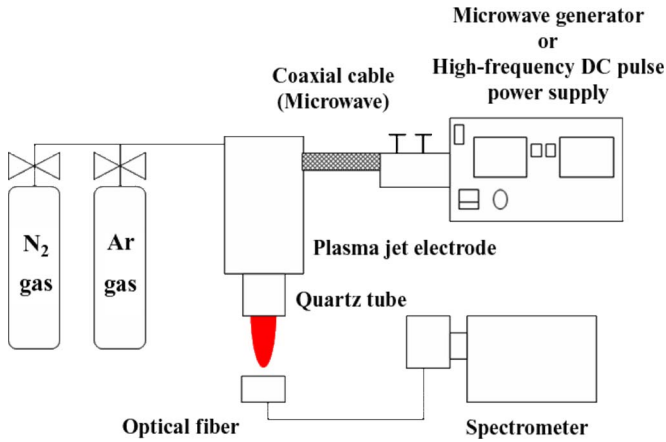 Microwave generator
or
High-frequency DC pulse
power supply
Coaxial cable
(Microwave)
N₂
gas
Ar
gas
Plasma jet electrode
Quartz tube
Optical fiber
Spectrometer